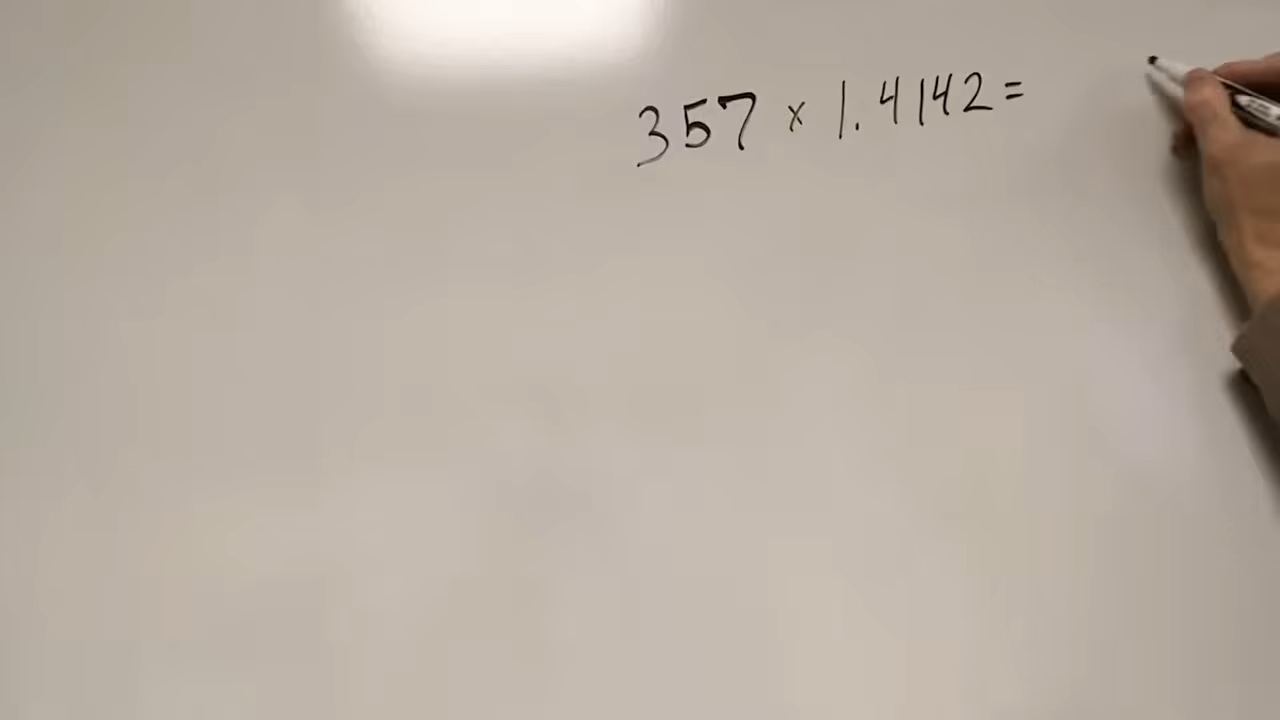 357 × 1.4142 =